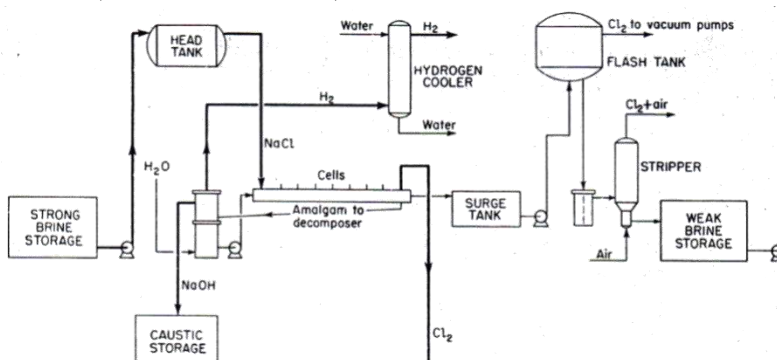 HEAD
TANK
Water
H₂
HYDROGEN
COOLER
Water
H₂
NaCl
H₂O
Cells
Amalgam to
decomposer
STRONG
BRINE
STORAGE
NaOH
CAUSTIC
STORAGE
Cl₂
SURGE
TANK
Cl₂ to vacuum pumps
FLASH TANK
Cl₂+air
STRIPPER
Air
WEAK
BRINE
STORAGE